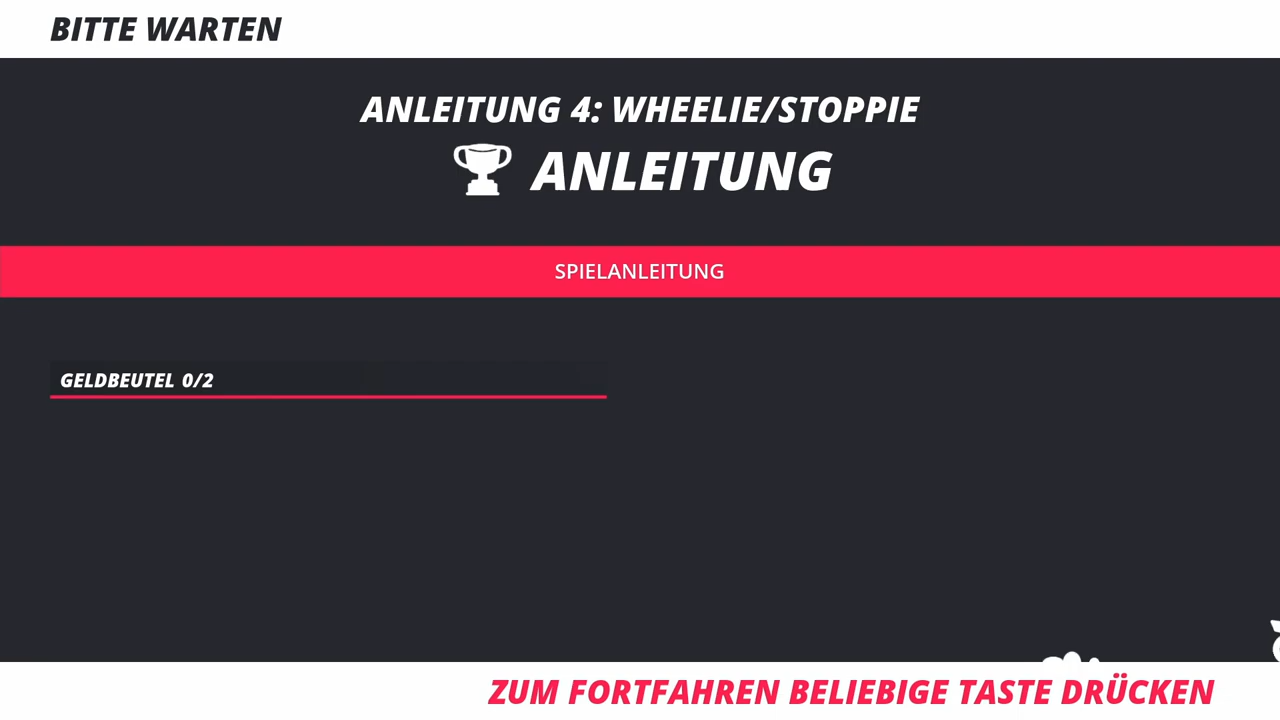 BITTE WARTEN
ANLEITUNG 4: WHEELIE/STOPPIE
ANLEITUNG
SPIELANLEITUNG
GELDBEUTEL 0/2
ZUM FORTFAHREN BELIEBIGE TASTE DRÜCKEN